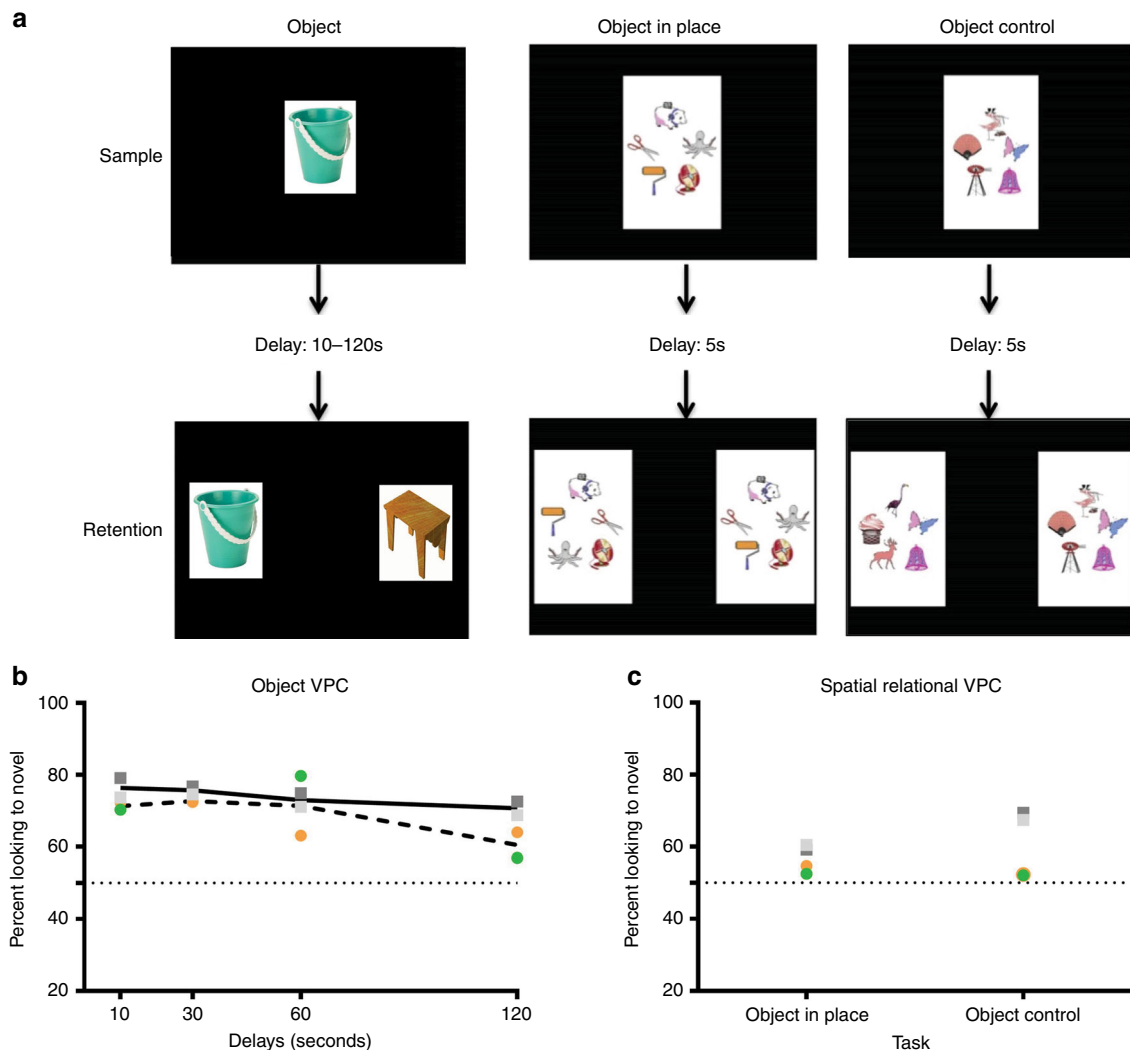 a
Object
Object in place
Object control
Sample
Delay: 10–120s
Delay: 5s
Delay: 5s
Retention
b
Object VPC
Percent looking to novel
100
80
60
40
20
10
30
60
120
Delays (seconds)
c
Spatial relational VPC
Percent looking to novel
100
80
60
40
20
Object in place
Object control
Task